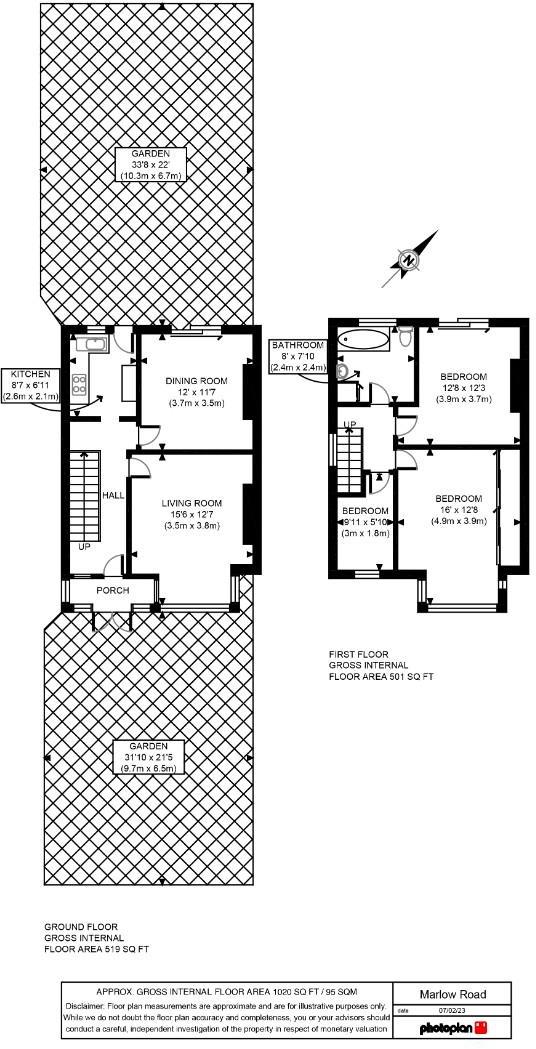 GARDEN
33'8 x 22'
(10.3m x 6.7m)
N
KITCHEN
8'7 x 6'11
(2.6m x 2.1m)
DINING ROOM
12' x 11'7
(3.7m x 3.5m)
HALL
LIVING ROOM
15'6 x 12'7
(3.5m x 3.8m)
UP
PORCH
GARDEN
31'10 x 21'5
(9.7m x 6.5m)
BATHROOM
8' x 7'10
(2.4m x 2.4m)
BEDROOM
12'8 x 12'3
(3.9m x 3.7m)
UP
BEDROOM
16' x 12'8
(4.9m x 3.9m)
BEDROOM
9'11 x 5'10
(3m x 1.8m)
FIRST FLOOR
GROSS INTERNAL
FLOOR AREA 501 SQ FT
GROUND FLOOR
GROSS INTERNAL
FLOOR AREA 519 SQ FT
APPROX. GROSS INTERNAL FLOOR AREA 1020 SQ FT / 95 SQM
Disclaimer: Floor plan measurements are approximate and are for illustrative purposes only.
While we do not doubt the floor plan accuracy and completeness, you or your advisors should
conduct a careful, independent investigation of the property in respect of monetary valuation
Marlow Road
date 07/02/23
photoplan